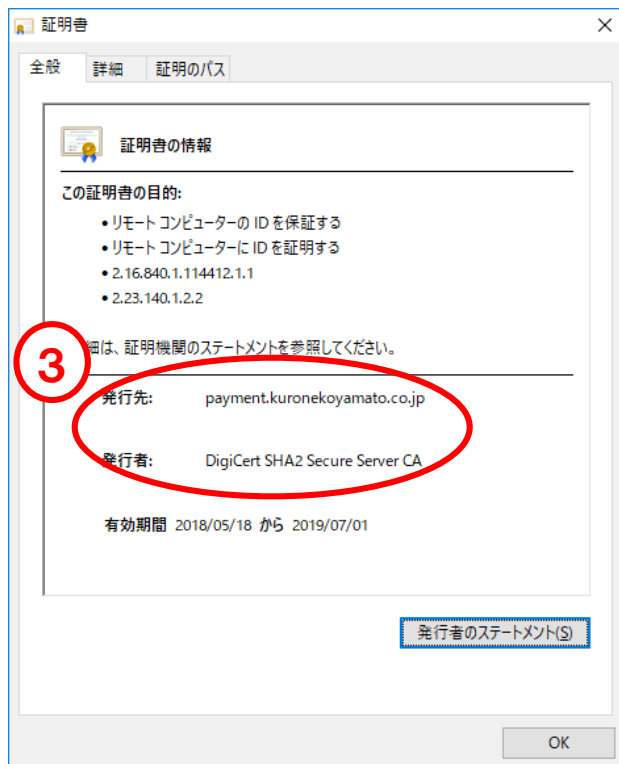 証明書
全般 詳細 証明のパス
証明書の情報
この証明書の目的:
• リモート コンピューターの ID を保証する
• リモート コンピューターに ID を証明する
• 2.16.840.1.114412.1.1
• 2.23.140.1.2.2
細は、証明機関のステートメントを参照してください。
③
発行先: payment.kuronekoyamato.co.jp
発行者: DigiCert SHA2 Secure Server CA
有効期間 2018/05/18 から 2019/07/01
発行者のステートメント(S)
OK